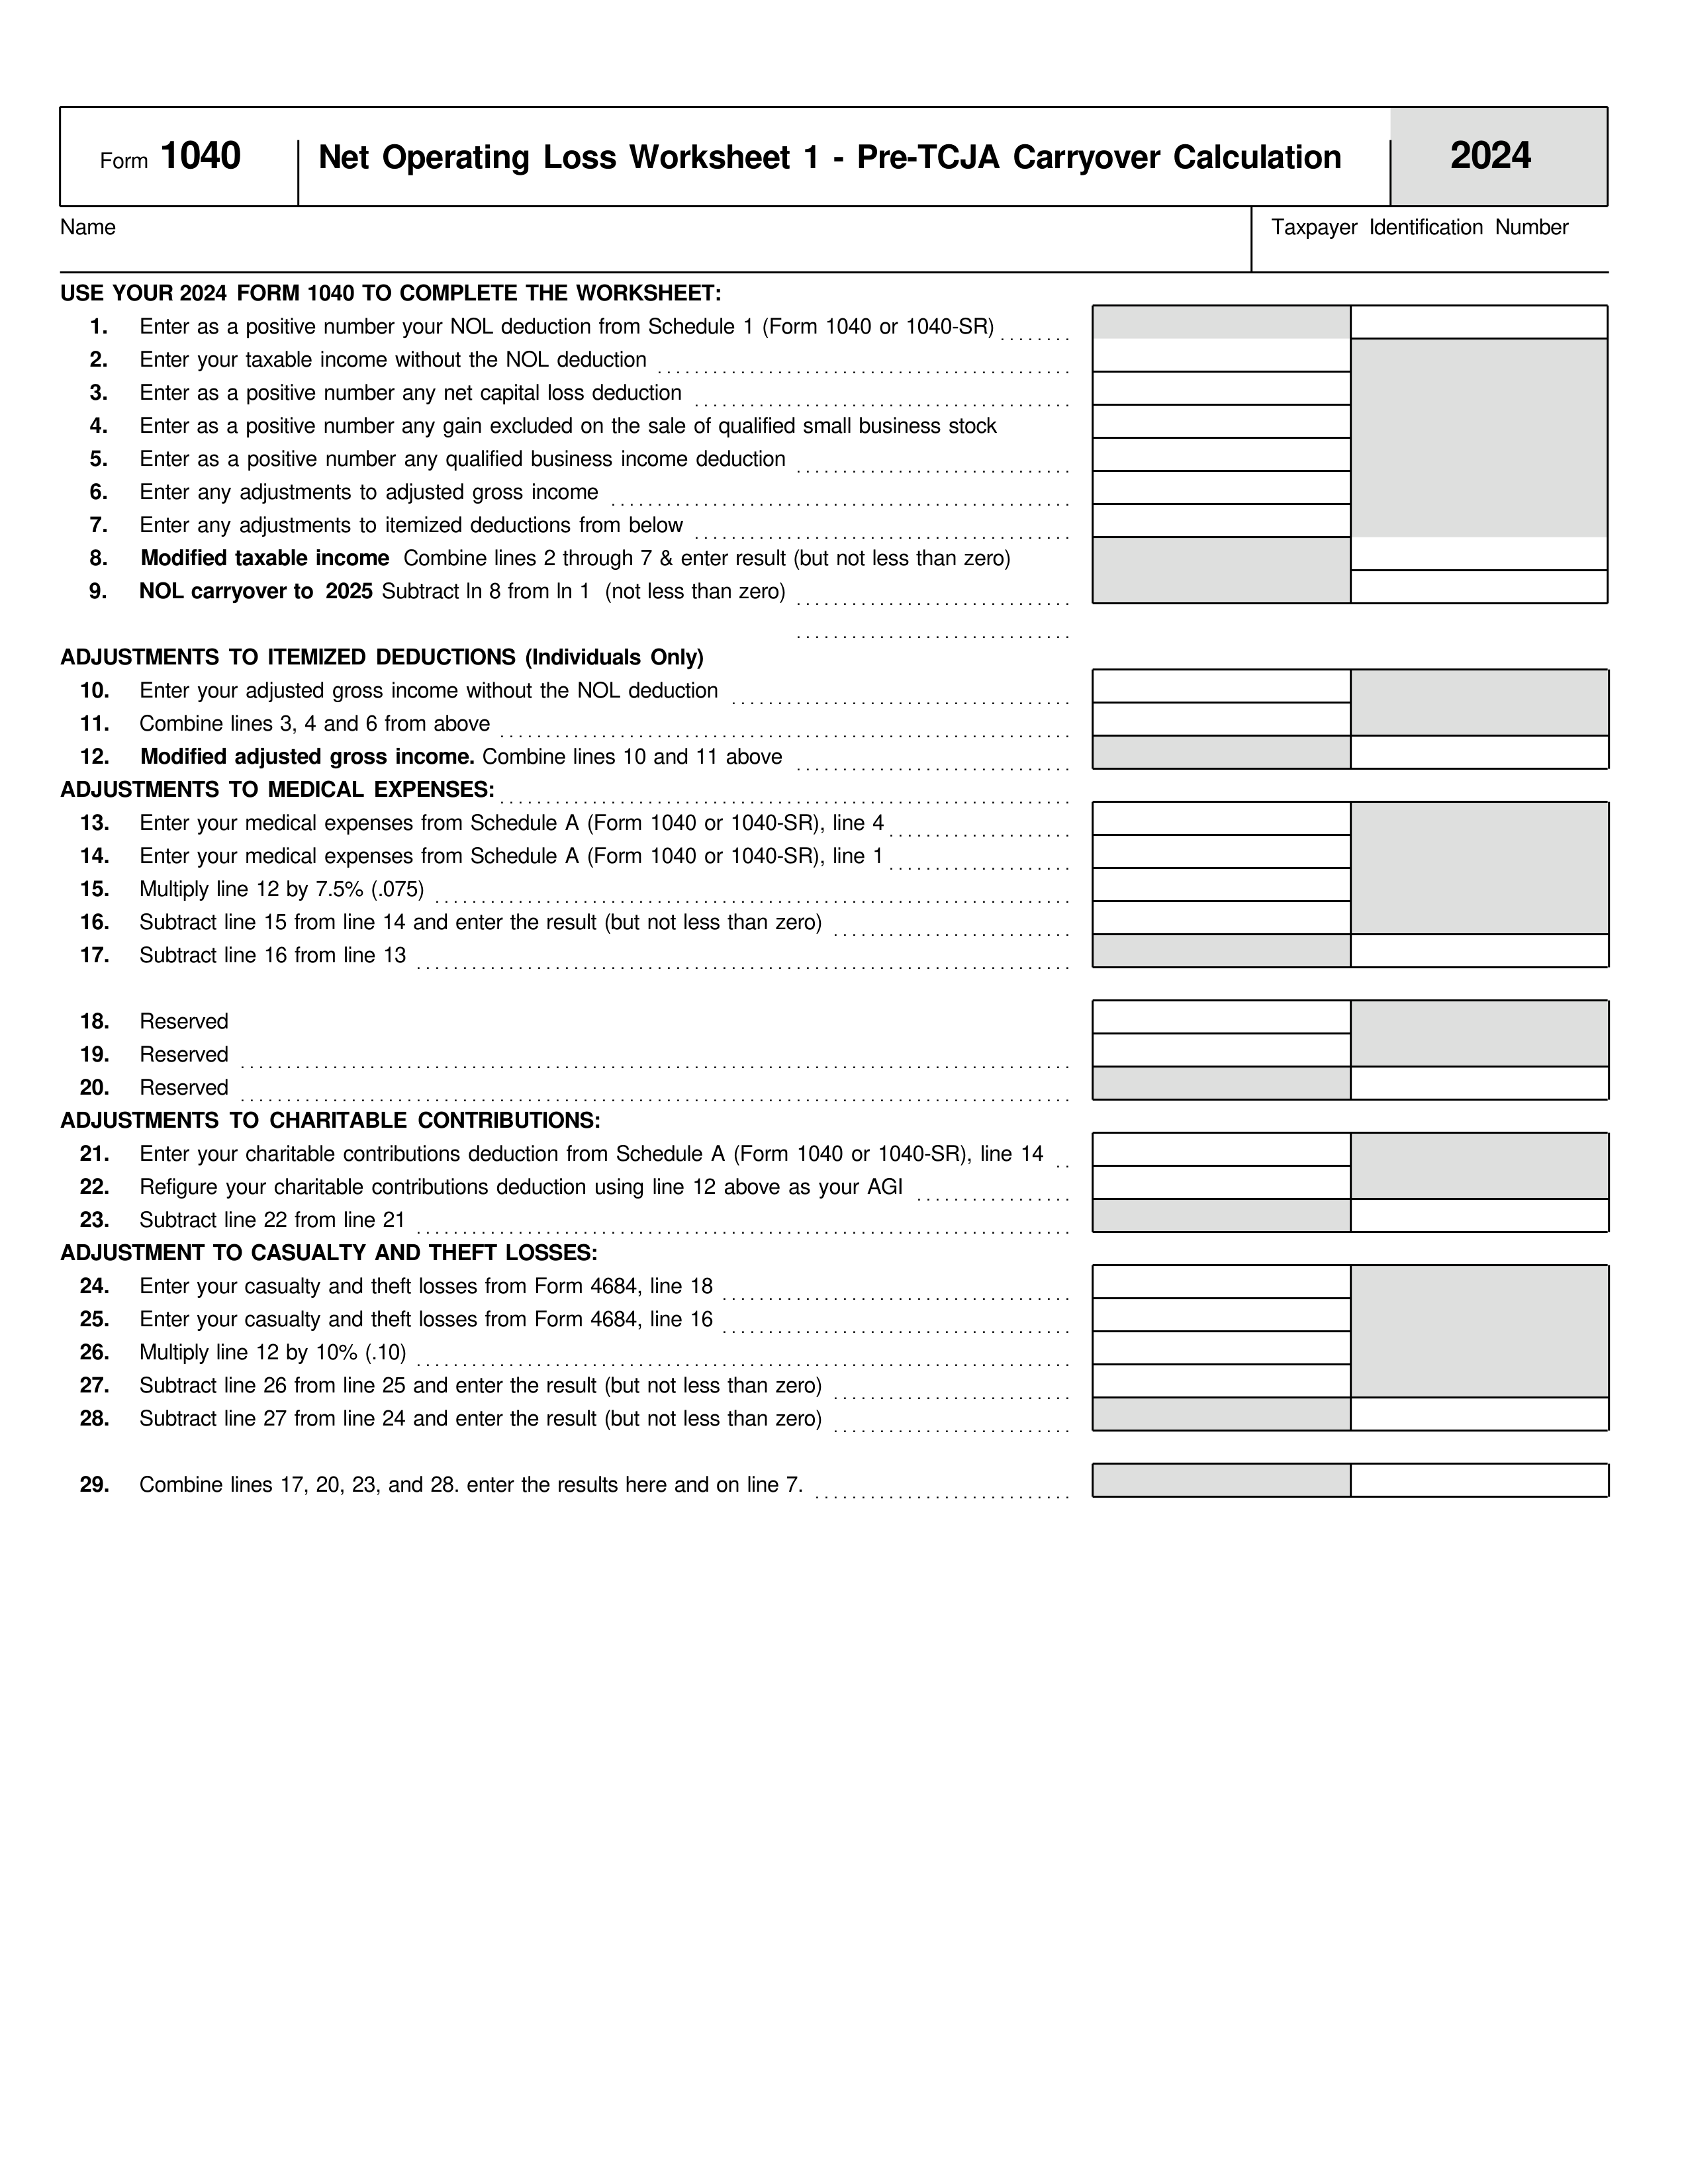 Form 1040 Net Operating Loss Worksheet 1 - Pre-TCJA Carryover Calculation 2024
Name Taxpayer Identification Number
USE YOUR 2024 FORM 1040 TO COMPLETE THE WORKSHEET:
1. Enter as a positive number your NOL deduction from Schedule 1 (Form 1040 or 1040-SR)
2. Enter your taxable income without the NOL deduction
3. Enter as a positive number any net capital loss deduction
4. Enter as a positive number any gain excluded on the sale of qualified small business stock
5. Enter as a positive number any qualified business income deduction
6. Enter any adjustments to adjusted gross income
7. Enter any adjustments to itemized deductions from below
8. Modified taxable income Combine lines 2 through 7 & enter result (but not less than zero)
9. NOL carryover to 2025 Subtract ln 8 from ln 1 (not less than zero)
ADJUSTMENTS TO ITEMIZED DEDUCTIONS (Individuals Only)
10. Enter your adjusted gross income without the NOL deduction
11. Combine lines 3, 4 and 6 from above
12. Modified adjusted gross income. Combine lines 10 and 11 above
ADJUSTMENTS TO MEDICAL EXPENSES:
13. Enter your medical expenses from Schedule A (Form 1040 or 1040-SR), line 4
14. Enter your medical expenses from Schedule A (Form 1040 or 1040-SR), line 1
15. Multiply line 12 by 7.5% (.075)
16. Subtract line 15 from line 14 and enter the result (but not less than zero)
17. Subtract line 16 from line 13
18. Reserved
19. Reserved
20. Reserved
ADJUSTMENTS TO CHARITABLE CONTRIBUTIONS:
21. Enter your charitable contributions deduction from Schedule A (Form 1040 or 1040-SR), line 14
22. Refigure your charitable contributions deduction using line 12 above as your AGI
23. Subtract line 22 from line 21
ADJUSTMENT TO CASUALTY AND THEFT LOSSES:
24. Enter your casualty and theft losses from Form 4684, line 18
25. Enter your casualty and theft losses from Form 4684, line 16
26. Multiply line 12 by 10% (.10)
27. Subtract line 26 from line 25 and enter the result (but not less than zero)
28. Subtract line 27 from line 24 and enter the result (but not less than zero)
29. Combine lines 17, 20, 23, and 28. enter the results here and on line 7.